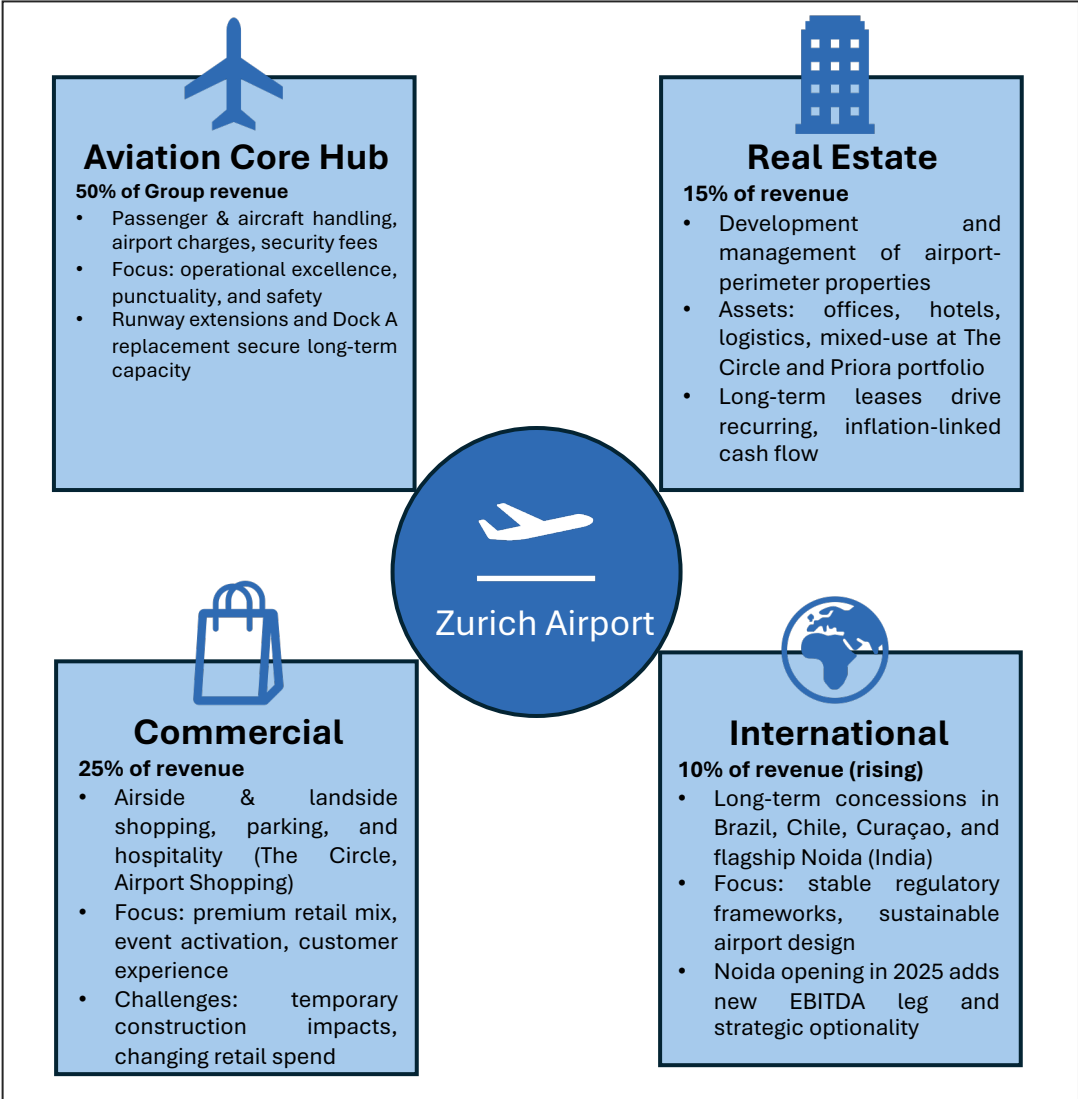 Aviation Core Hub
50% of Group revenue
• Passenger & aircraft handling,
airport charges, security fees
• Focus: operational excellence,
punctuality, and safety
• Runway extensions and Dock A
replacement secure long-term
capacity
Real Estate
15% of revenue
• Development and
management of airport-
perimeter properties
• Assets: offices, hotels,
logistics, mixed-use at The
Circle and Priora portfolio
• Long-term leases drive
recurring, inflation-linked
cash flow
Zurich Airport
Commercial
25% of revenue
• Airside & landside
shopping, parking, and
hospitality (The Circle,
Airport Shopping)
• Focus: premium retail mix,
event activation, customer
experience
• Challenges: temporary
construction impacts,
changing retail spend
International
10% of revenue (rising)
• Long-term concessions in
Brazil, Chile, Curaçao, and
flagship Noida (India)
• Focus: stable regulatory
frameworks, sustainable
airport design
• Noida opening in 2025 adds
new EBITDA leg and
strategic optionality